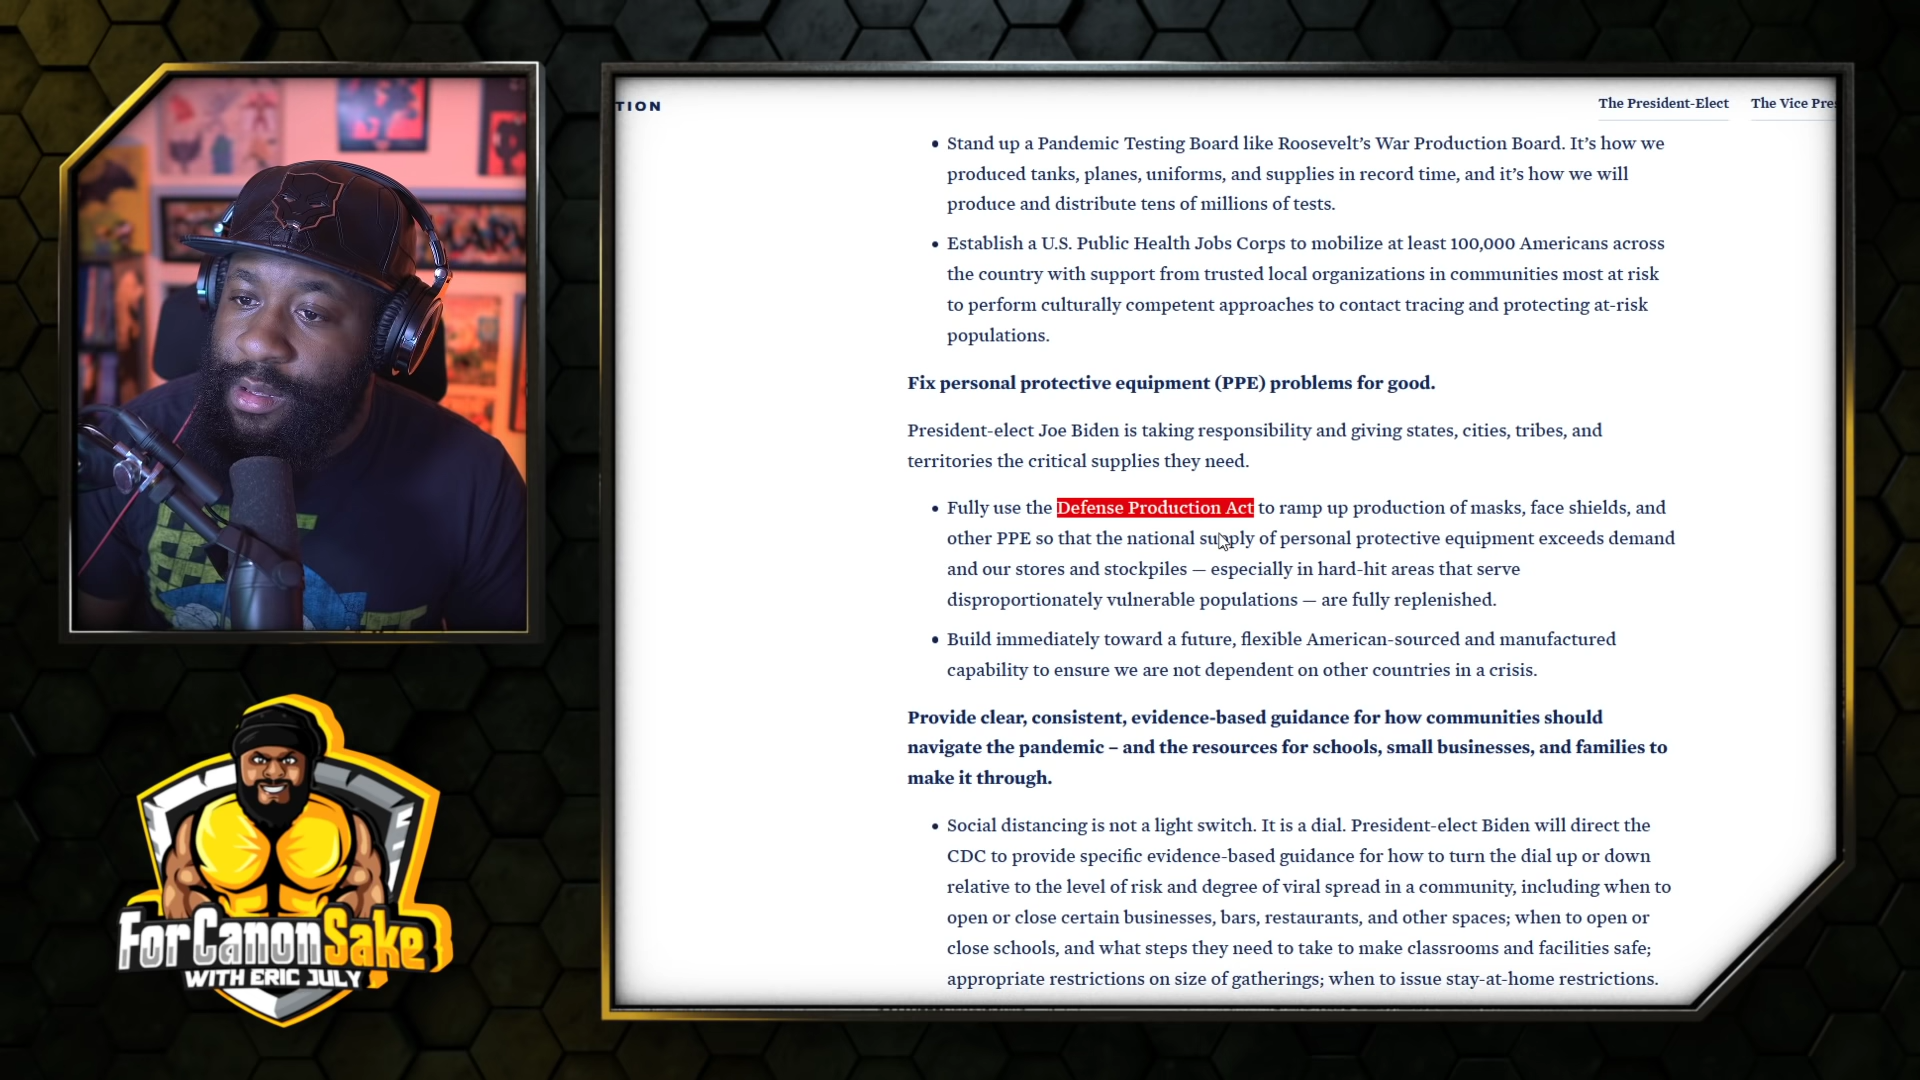 TION
The President-Elect
The Vice Pres
• Stand up a Pandemic Testing Board like Roosevelt’s War Production Board. It’s how we
produced tanks, planes, uniforms, and supplies in record time, and it’s how we will
produce and distribute tens of millions of tests.
• Establish a U.S. Public Health Jobs Corps to mobilize at least 100,000 Americans across
the country with support from trusted local organizations in communities most at risk
to perform culturally competent approaches to contact tracing and protecting at-risk
populations.
Fix personal protective equipment (PPE) problems for good.
President-elect Joe Biden is taking responsibility and giving states, cities, tribes, and
territories the critical supplies they need.
• Fully use the Defense Production Act to ramp up production of masks, face shields, and
other PPE so that the national supply of personal protective equipment exceeds demand
and our stores and stockpiles — especially in hard-hit areas that serve
disproportionately vulnerable populations — are fully replenished.
• Build immediately toward a future, flexible American-sourced and manufactured
capability to ensure we are not dependent on other countries in a crisis.
Provide clear, consistent, evidence-based guidance for how communities should
navigate the pandemic – and the resources for schools, small businesses, and families to
make it through.
• Social distancing is not a light switch. It is a dial. President-elect Biden will direct the
CDC to provide specific evidence-based guidance for how to turn the dial up or down
relative to the level of risk and degree of viral spread in a community, including when to
open or close certain businesses, bars, restaurants, and other spaces; when to open or
close schools, and what steps they need to take to make classrooms and facilities safe;
appropriate restrictions on size of gatherings; when to issue stay-at-home restrictions.
ForCanonSake
WITH ERIC JULY